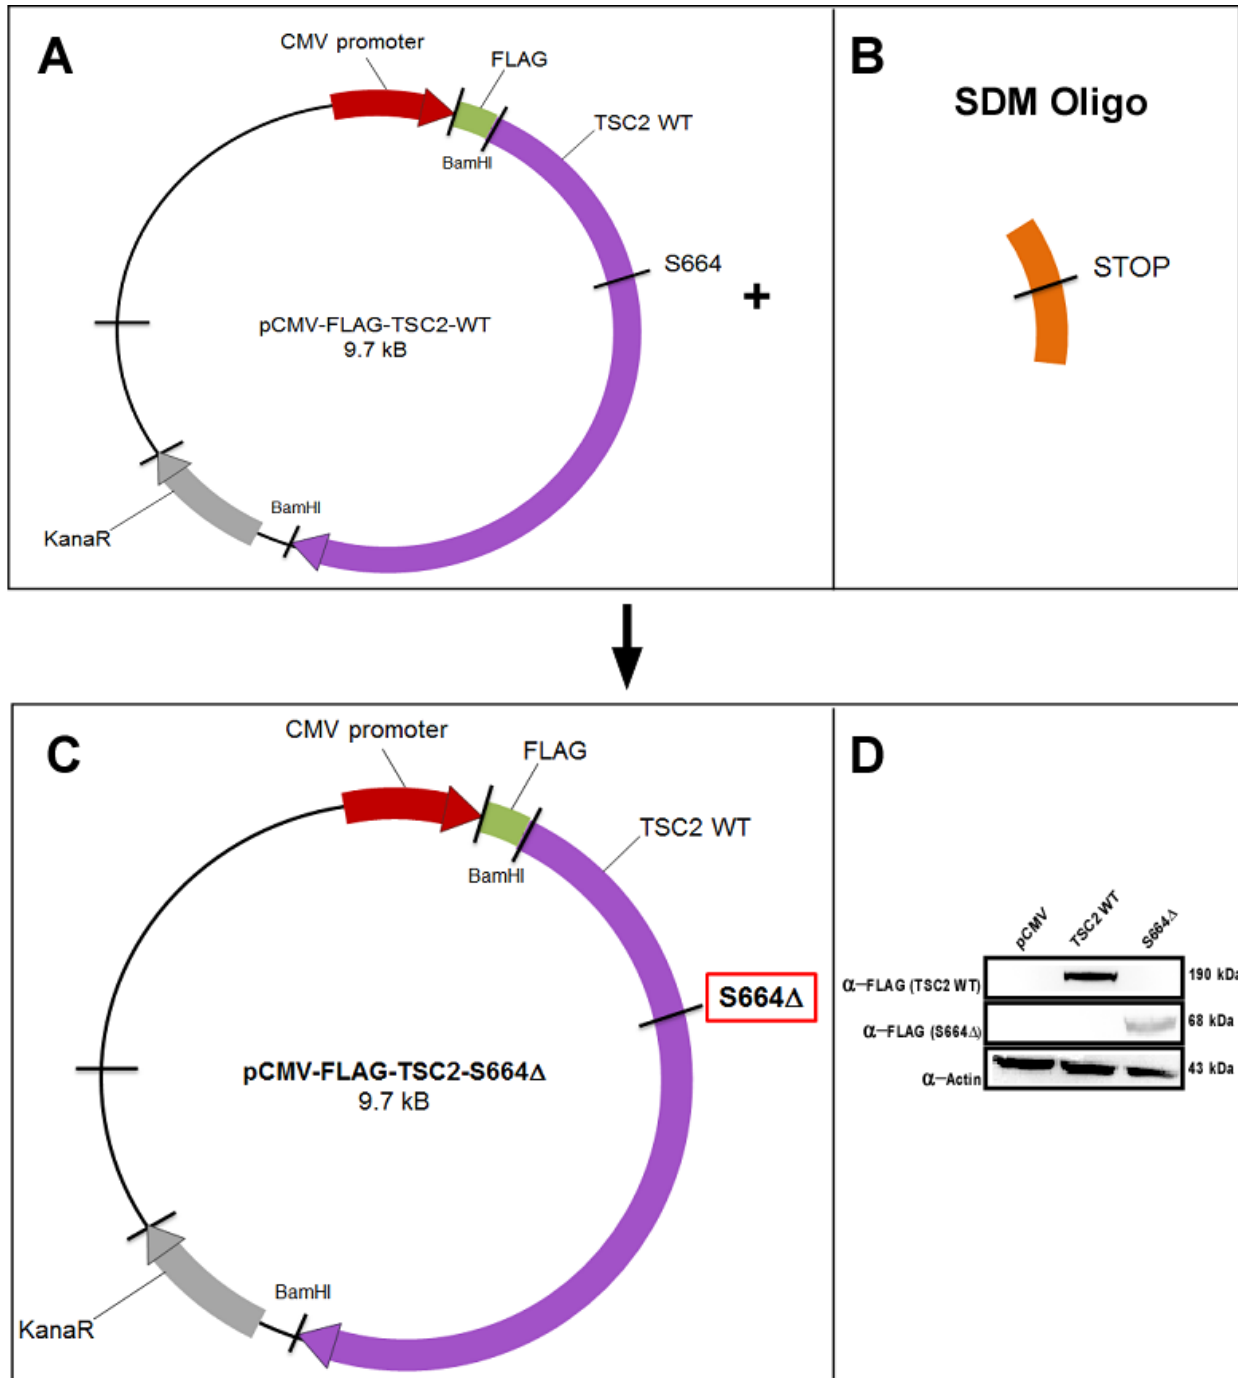 A
CMV promoter
FLAG
TSC2 WT
BamHI
S664
pCMV-FLAG-TSC2-WT
9.7 kB
BamHI
KanaR
+
B
SDM Oligo
STOP
C
CMV promoter
FLAG
TSC2 WT
BamHI
S664Δ
pCMV-FLAG-TSC2-S664Δ
9.7 kB
BamHI
KanaR
D
pCMV
TSC2 WT
S664Δ
α-FLAG (TSC2 WT)
190 kDa
α-FLAG (S664Δ)
68 kDa
α-Actin
43 kDa